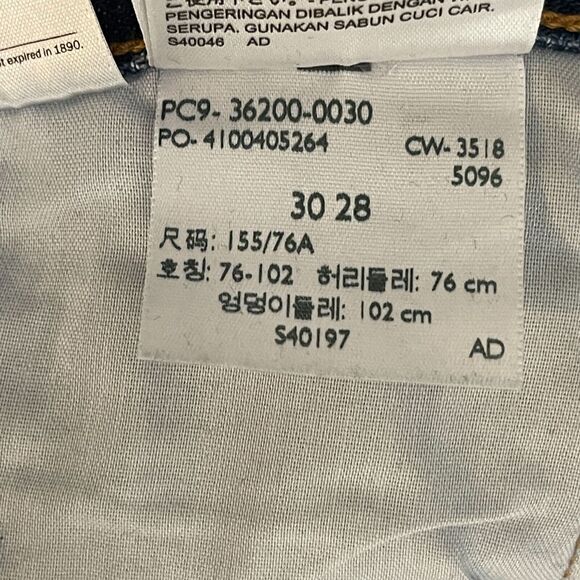 t expired in 1890.
PENGERINGAN DIBALIK DENGAN
SERUPA. GUNAKAN SABUN CUCI CAIR.
S40046 AD
PC9- 36200-0030
PO- 4100405264 CW- 3518
5096
30 28
尺码: 155/76A
호칭: 76-102 허리둘레: 76 cm
엉덩이둘레: 102 cm
S40197 AD